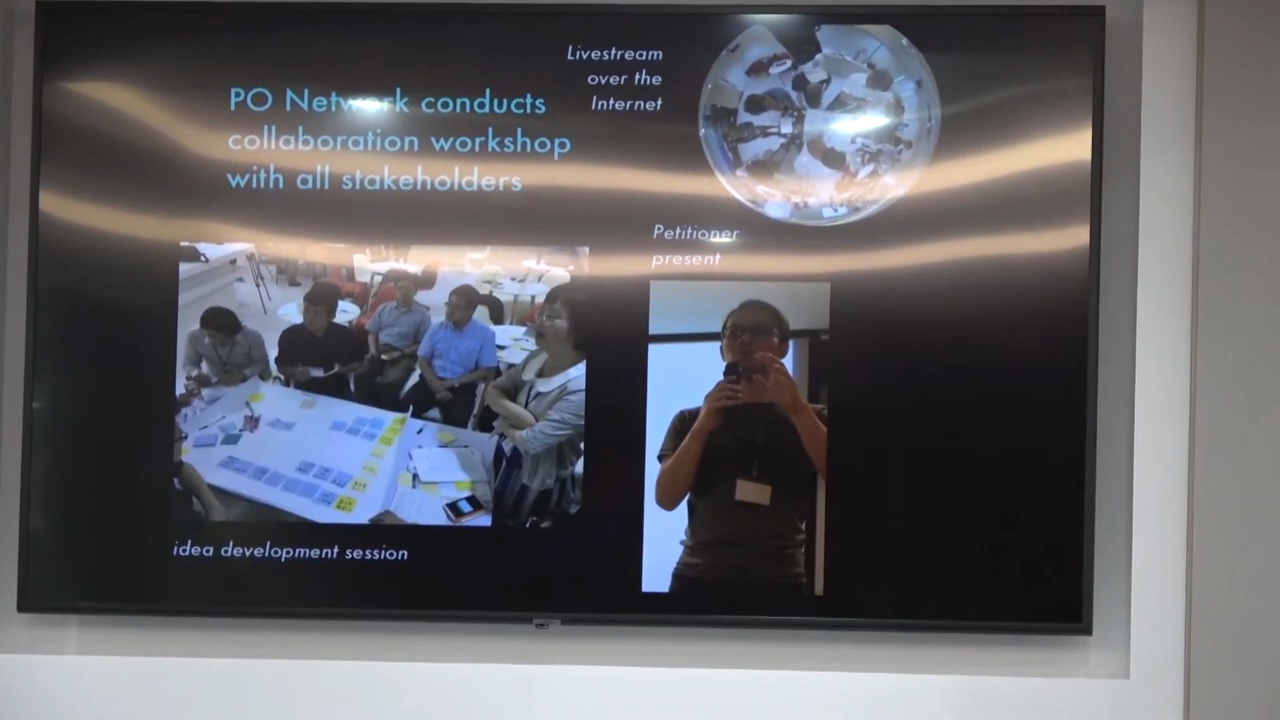 Livestream
over the
Internet
PO Network conducts
collaboration workshop
with all stakeholders
Petitioner
present
idea development session